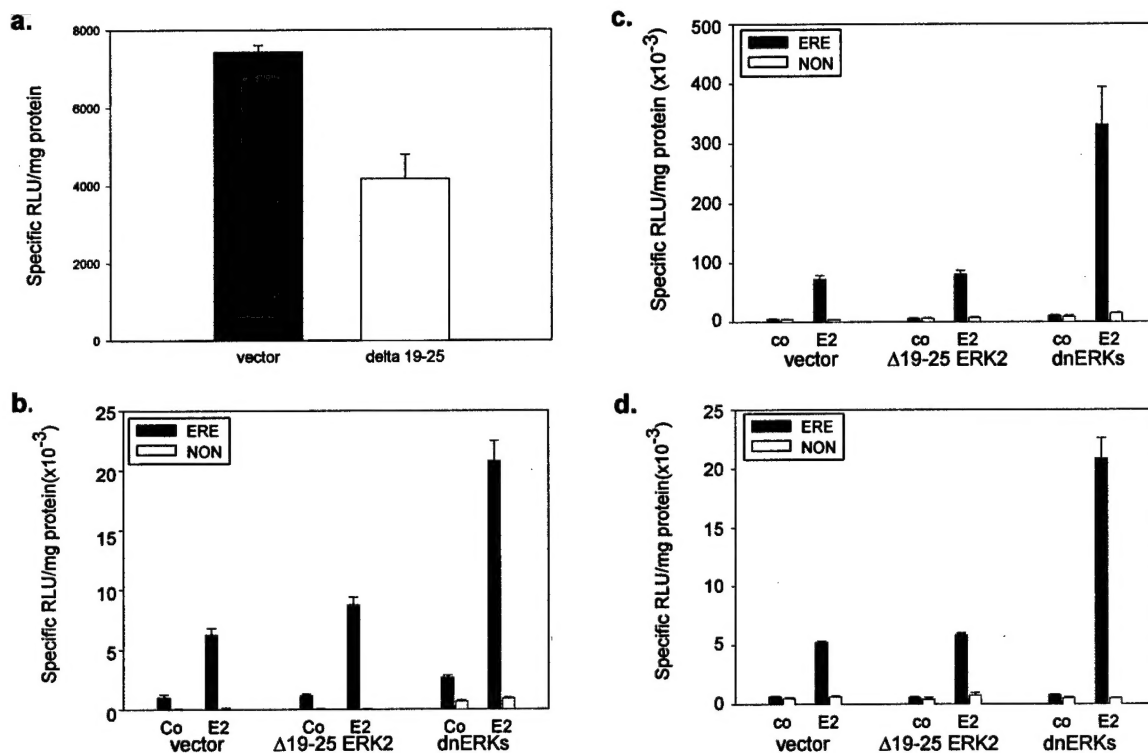 a.
8000
6000
4000
2000
0
Specific RLU/mg protein
vector
delta 19-25
b.
25
20
15
10
5
0
Specific RLU/mg protein(x10⁻³)
ERE
NON
Co E2 Co E2 Co E2
vector Δ19-25 ERK2 dnERKs
c.
500
400
300
200
100
0
Specific RLU/mg protein (x10⁻³)
ERE
NON
co E2 co E2 co E2
vector Δ19-25 ERK2 dnERKs
d.
25
20
15
10
5
0
Specific RLU/mg protein(x10⁻³)
ERE
NON
co E2 co E2 co E2
vector Δ19-25 ERK2 dnERKs